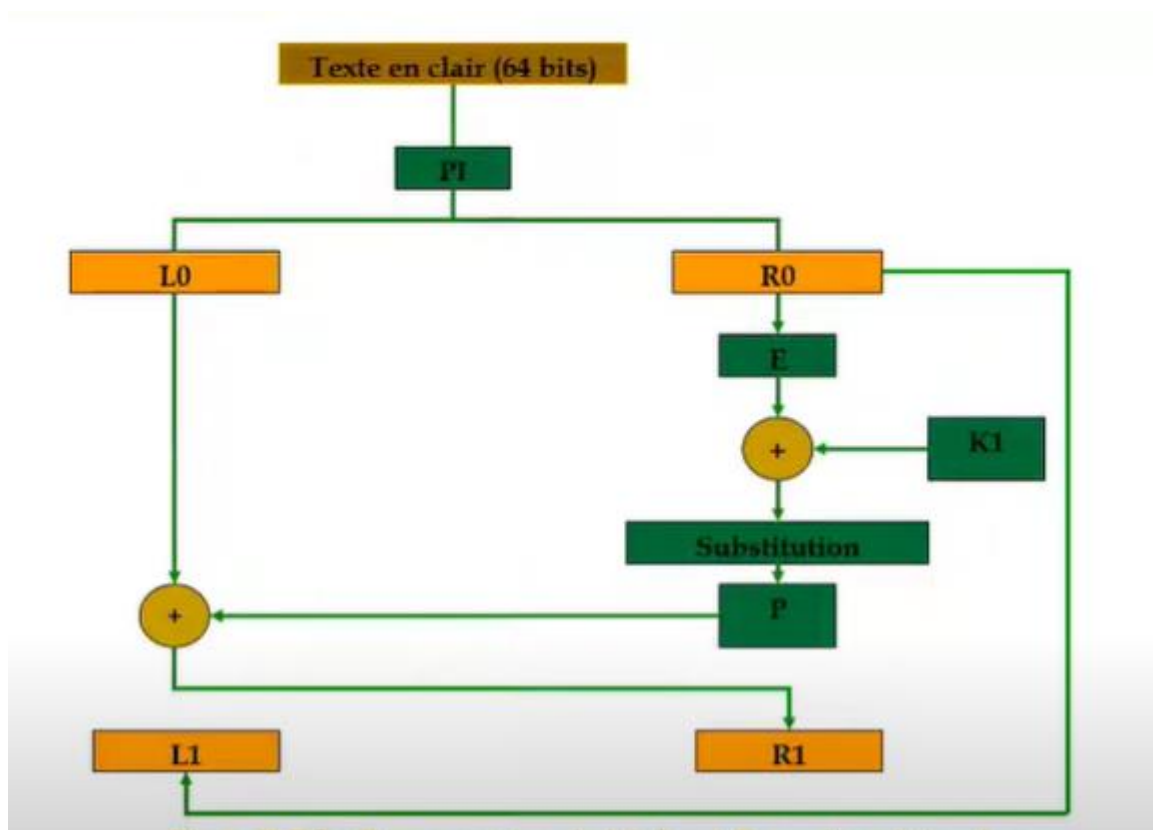 Texte en clair (64 bits)
PI
L0
R0
E
+
K1
Substitution
+
P
L1
R1